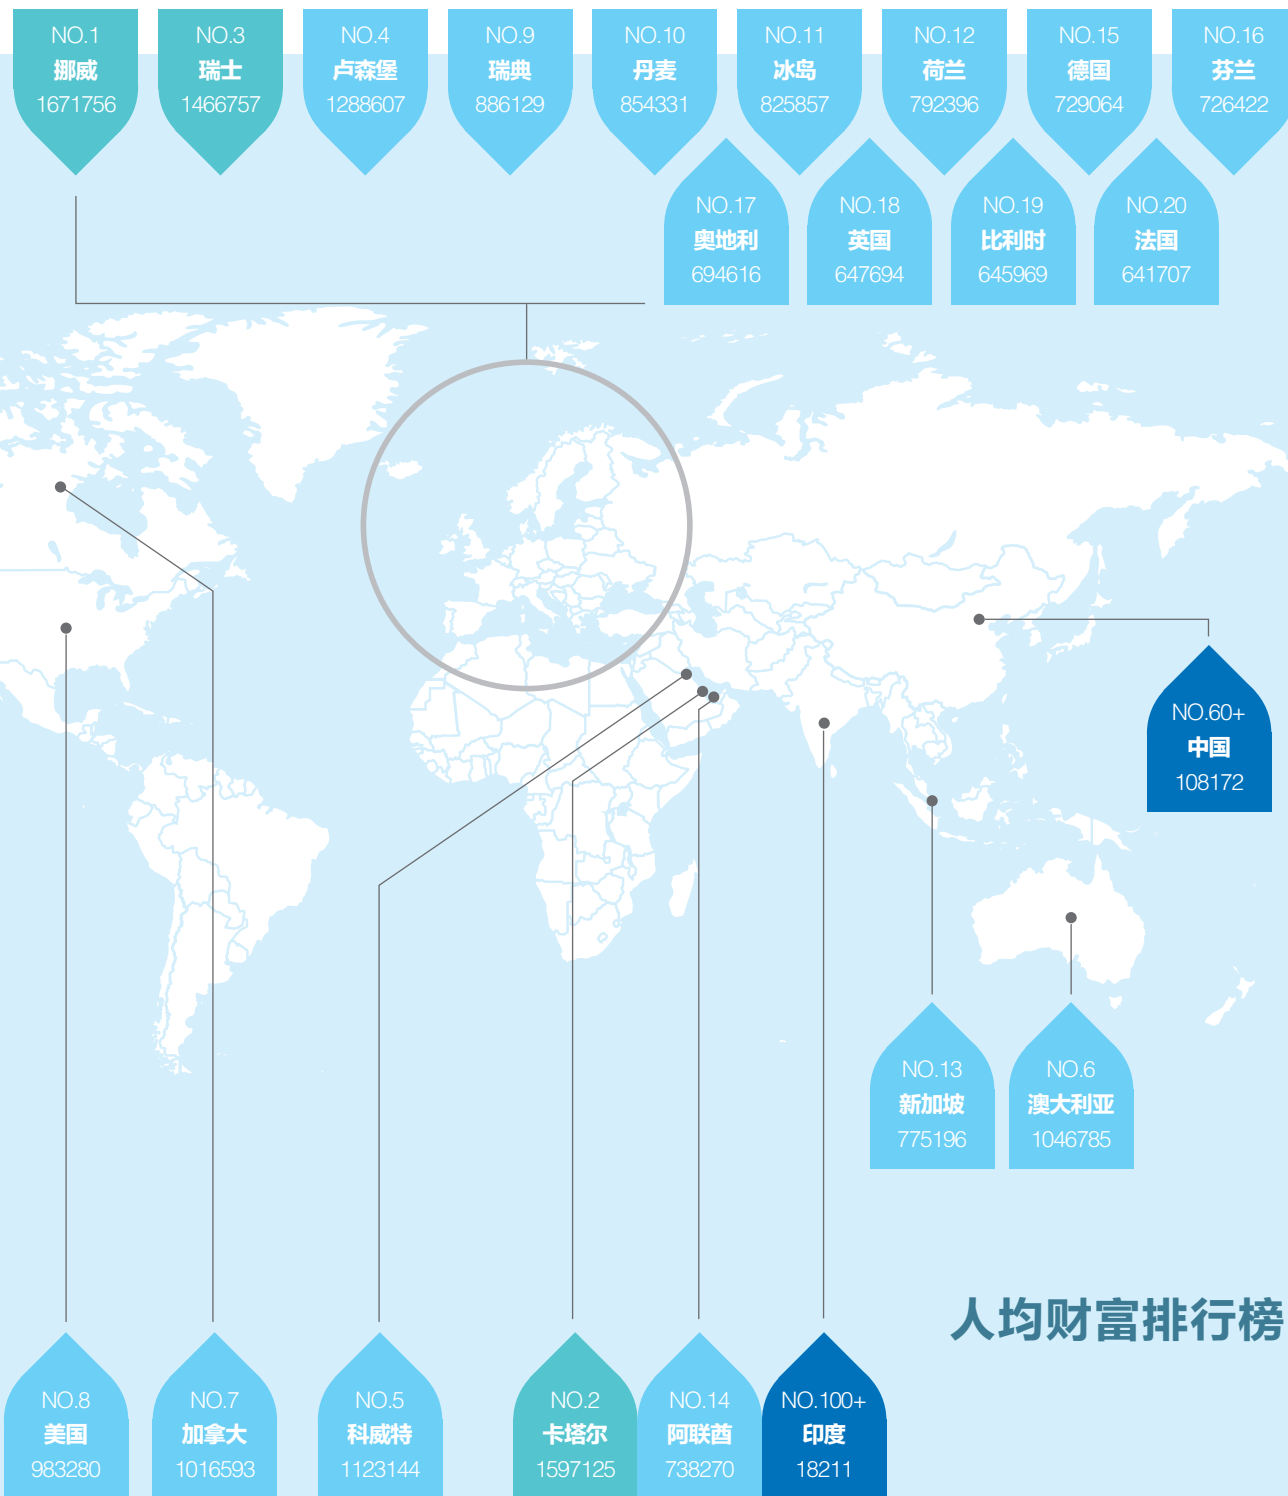 NO.1
挪威
1671756
NO.3
瑞士
1466757
NO.4
卢森堡
1288607
NO.9
瑞典
886129
NO.10
丹麦
854331
NO.11
冰岛
825857
NO.12
荷兰
792396
NO.15
德国
729064
NO.16
芬兰
726422
NO.17
奥地利
694616
NO.18
英国
647694
NO.19
比利时
645969
NO.20
法国
641707
NO.60+
中国
108172
NO.13
新加坡
775196
NO.6
澳大利亚
1046785
人均财富排行榜
NO.8
美国
983280
NO.7
加拿大
1016593
NO.5
科威特
1123144
NO.2
卡塔尔
1597125
NO.14
阿联酋
738270
NO.100+
印度
18211